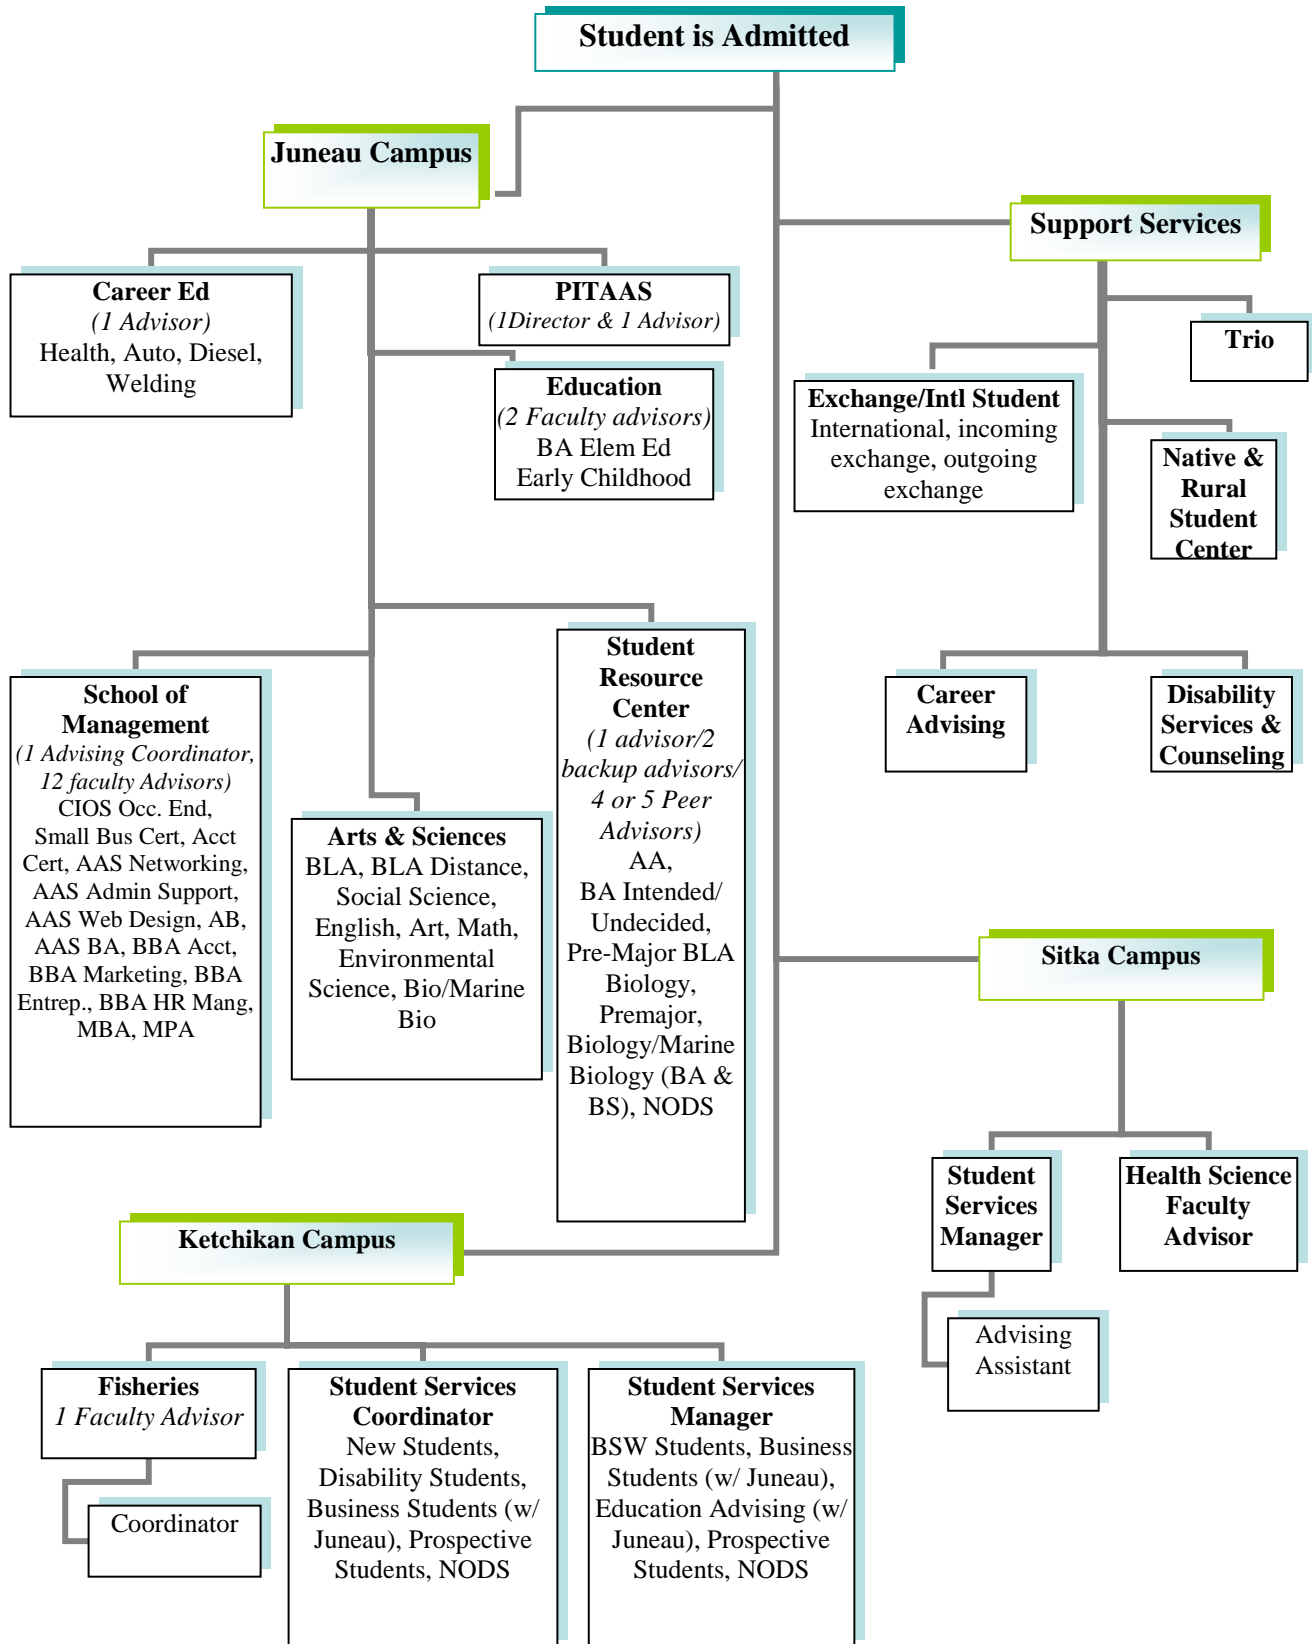 Student is Admitted
Juneau Campus
Support Services
Career Ed
(1 Advisor)
Health, Auto, Diesel,
Welding
PITAAS
(1Director & 1 Advisor)
Education
(2 Faculty advisors)
BA Elem Ed
Early Childhood
Trio
Exchange/Intl Student
International, incoming
exchange, outgoing
exchange
Native &
Rural
Student
Center
School of
Management
(1 Advising Coordinator,
12 faculty Advisors)
CIOS Occ. End,
Small Bus Cert, Acct
Cert, AAS Networking,
AAS Admin Support,
AAS Web Design, AB,
AAS BA, BBA Acct,
BBA Marketing, BBA
Entrep., BBA HR Mang,
MBA, MPA
Arts & Sciences
BLA, BLA Distance,
Social Science,
English, Art, Math,
Environmental
Science, Bio/Marine
Bio
Student
Resource
Center
(1 advisor/2
backup advisors/
4 or 5 Peer
Advisors)
AA,
BA Intended/
Undecided,
Pre-Major BLA
Biology,
Premajor,
Biology/Marine
Biology (BA &
BS), NODS
Career
Advising
Disability
Services &
Counseling
Sitka Campus
Student
Services
Manager
Health Science
Faculty
Advisor
Advising
Assistant
Ketchikan Campus
Fisheries
1 Faculty Advisor
Coordinator
Student Services
Coordinator
New Students,
Disability Students,
Business Students (w/
Juneau), Prospective
Students, NODS
Student Services
Manager
BSW Students, Business
Students (w/ Juneau),
Education Advising (w/
Juneau), Prospective
Students, NODS